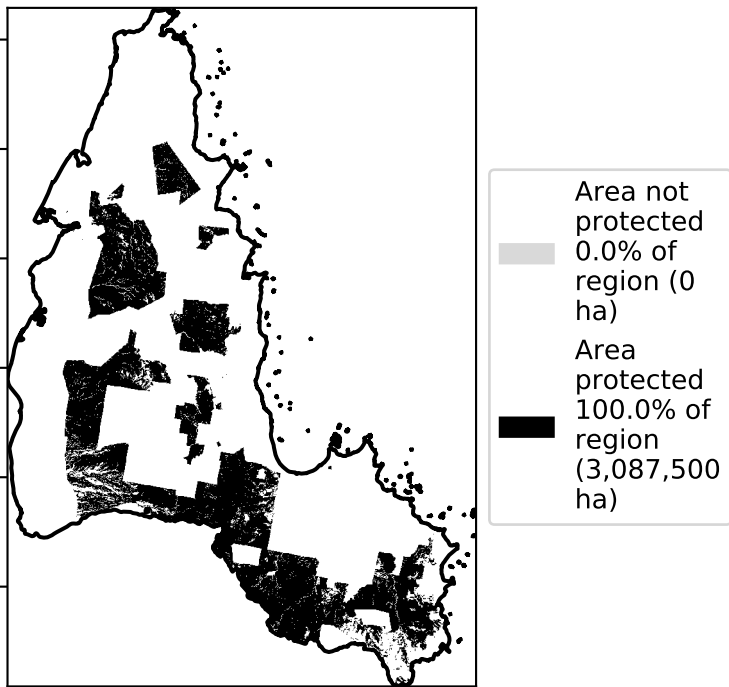 Area not
protected
0.0% of
region (0
ha)
Area
protected
100.0% of
region
(3,087,500
ha)